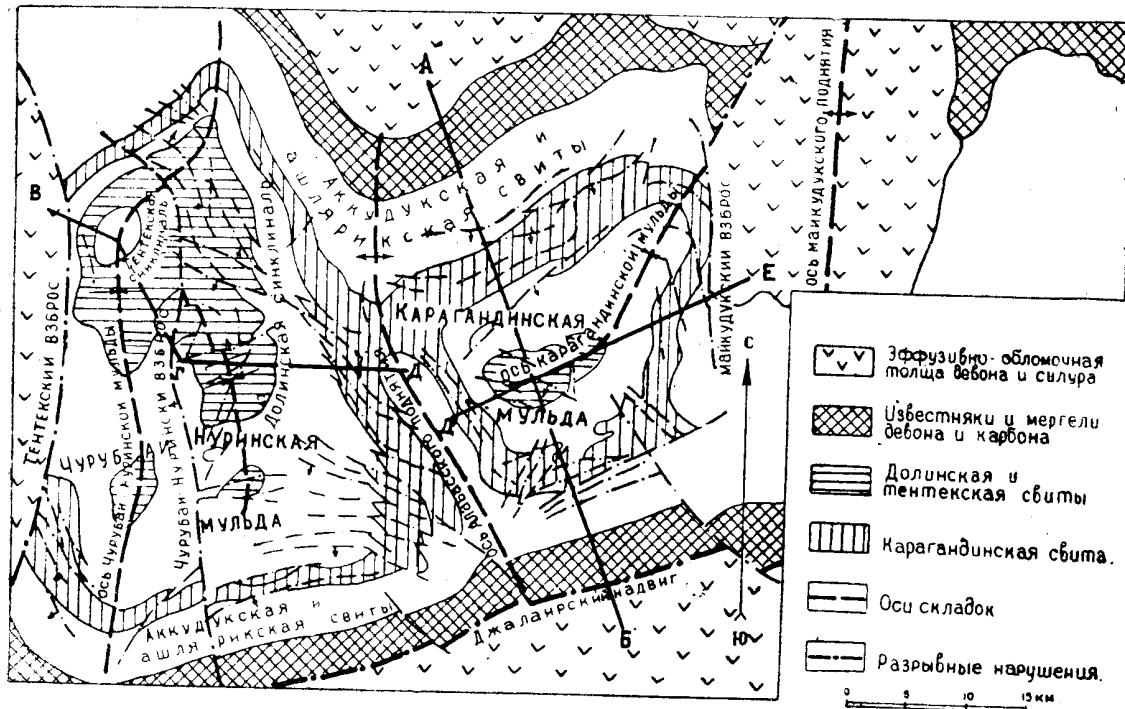 А
В
Е
Д
Д
Г
Б
Аккудукская и
ашлярикская свиты
Тентекская
синклиналь
Тентекский взброс
ось Чурубай Нуринской мульды
Чурубай Нурински взброс
Долинская синклиналь
Чурубай
Нуринская
мульда
ось Алабасского поднятия
Карагандинская
ось Карагандинской мульды
мульда
Майкудукский взброс
ось Майкудукского поднятия
Аккудукская и
ашлярикская свиты
Джалаирский надвиг
С
Ю
Эффузивно-обломочная
толща девона и силура
Известняки и мергели
девона и карбона
Долинская и
тентекская свиты
Карагандинская свита.
Оси складок
Разрывные нарушения.
0 5 10 15 км